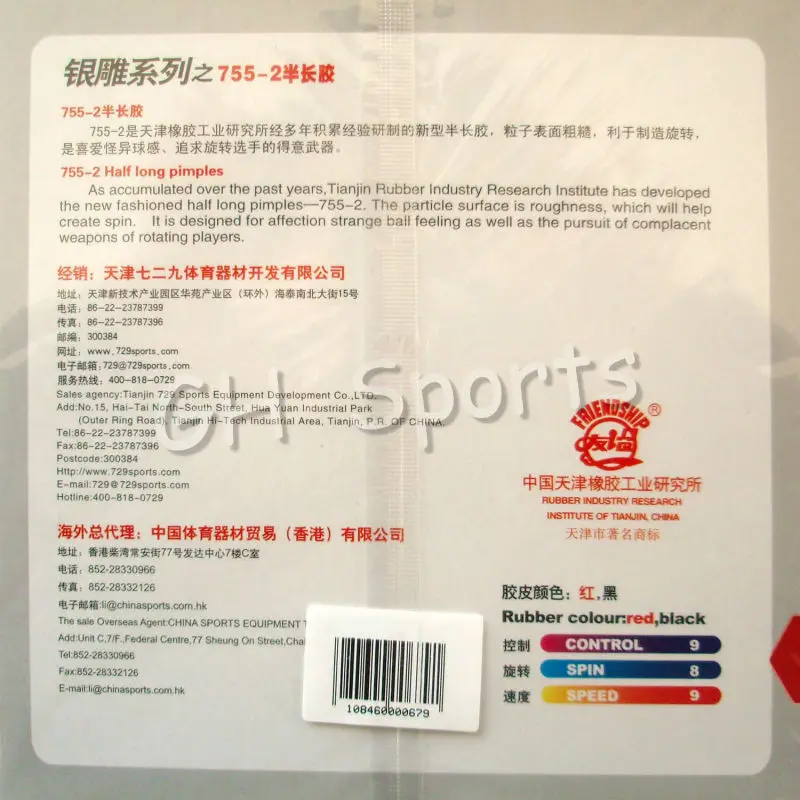 银雕系列之755-2半长胶
755-2半长胶
755-2是天津橡胶工业研究所经多年积累经验研制的新型半长胶，粒子表面粗糙，利于制造旋转，
是喜爱怪异球感、追求旋转选手的得意武器。
755-2 Half long pimples
As accumulated over the past years,Tianjin Rubber Industry Research Institute has developed
the new fashioned half long pimples—755-2. The particle surface is roughness, which will help
create spin. It is designed for affection strange ball feeling as well as the pursuit of complacent
weapons of rotating players.
经销：天津七二九体育器材开发有限公司
地址：天津新技术产业园区华苑产业区（环外）海泰南北大街15号
电话：86-22-23787399
传真：86-22-23787396
邮编：300384
网址：www.729sports.com
电子邮箱:729@729sports.com
服务热线：400-818-0729
Sales agency:Tianjin 729 Sports Equipment Development Co.,LTD.
Add:No.15, Hai-Tai North-South Street, Hua Yuan Industrial Park
(Outer Ring Road), Tianjin Hi-Tech Industrial Area, Tianjin, P.R. OF CHINA.
Tel:86-22-23787399
Fax:86-22-23787396
Postcode:300384
Http://www.729sports.com
E-mail:729@729sports.com
Hotline:400-818-0729
GH Sports
FRIENDSHIP®
友谊
中国天津橡胶工业研究所
RUBBER INDUSTRY RESEARCH
INSTITUTE OF TIANJIN, CHINA
天津市著名商标
海外总代理：中国体育器材贸易（香港）有限公司
地址：香港柴湾常安街77号发达中心7楼C室
电话：852-28330966
传真：852-28332126
电子邮箱:li@chinasports.com.hk
The sale Overseas Agent:CHINA SPORTS EQUIPMENT T
Add:Unit C,7/F.,Federal Centre,77 Sheung On Street,Chai
Tel:852-28330966
Fax:852-28332126
E-mail:li@chinasports.com.hk
108460000679
胶皮颜色：红,黑
Rubber colour:red,black
控制 CONTROL 9
旋转 SPIN 8
速度 SPEED 9